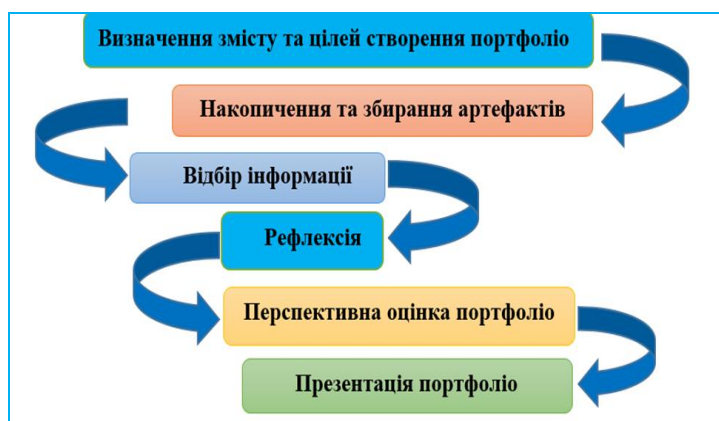 Визначення змісту та цілей створення портфоліо
Накопичення та збирання артефактів
Відбір інформації
Рефлексія
Перспективна оцінка портфоліо
Презентація портфоліо